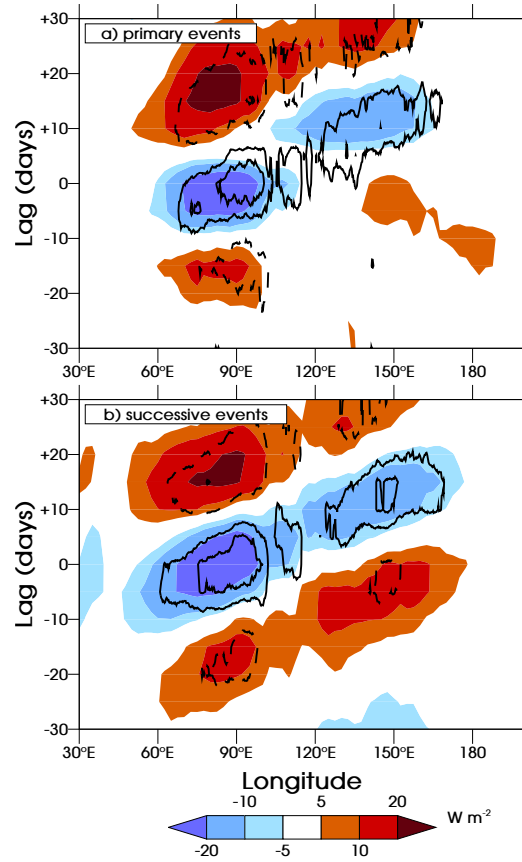 +30
a) primary events
+20
+10
0
-10
-20
-30
Lag (days)
30°E 60°E 90°E 120°E 150°E 180
+30
b) successive events
+20
+10
0
-10
-20
-30
Lag (days)
30°E 60°E 90°E 120°E 150°E 180
Longitude
-10 5 20 W m-2
-20 -5 10